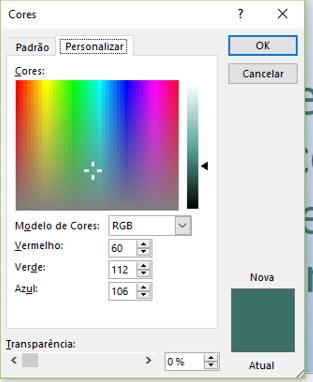 Cores
?
Padrão
Personalizar
OK
Cancelar
Cores:
Modelo de Cores: RGB
Vermelho: 60
Verde: 112
Azul: 106
Nova
Atual
Transparência:
0 %